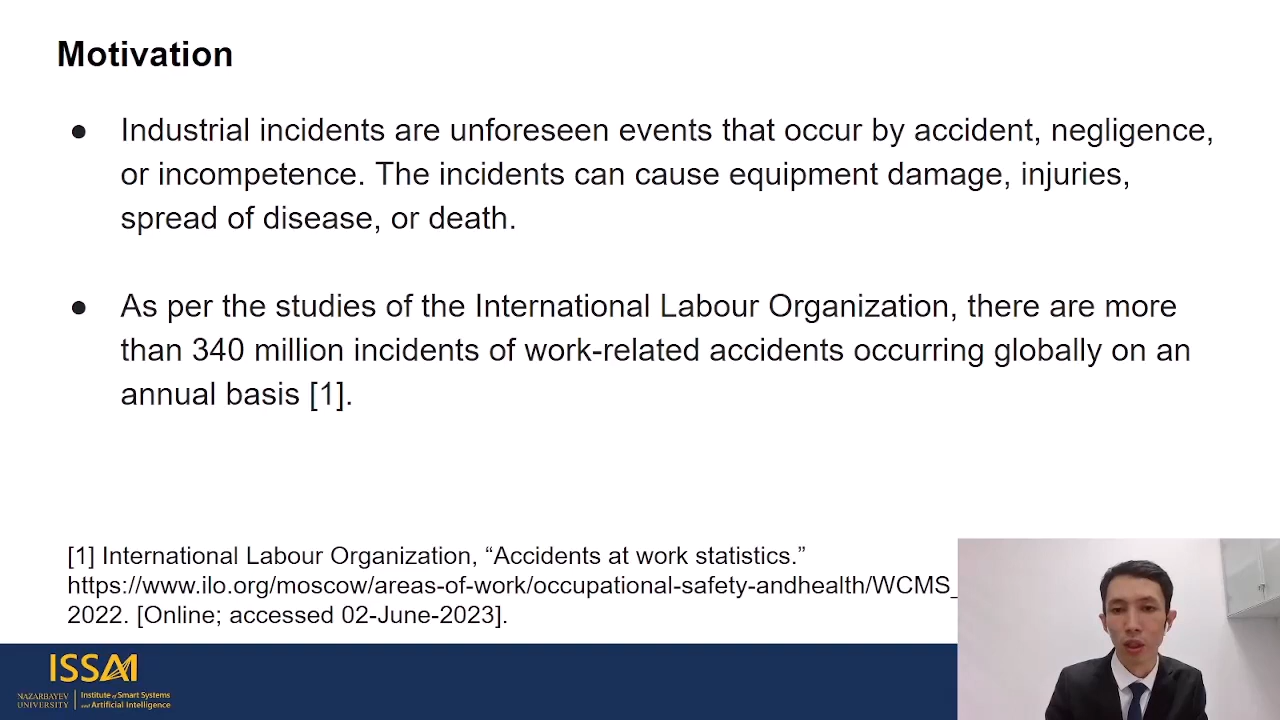 Motivation
● Industrial incidents are unforeseen events that occur by accident, negligence,
or incompetence. The incidents can cause equipment damage, injuries,
spread of disease, or death.
● As per the studies of the International Labour Organization, there are more
than 340 million incidents of work-related accidents occurring globally on an
annual basis [1].
[1] International Labour Organization, “Accidents at work statistics.”
https://www.ilo.org/moscow/areas-of-work/occupational-safety-andhealth/WCMS_
2022. [Online; accessed 02-June-2023].
ISSAI
NAZARBAYEV
UNIVERSITY
Institute of Smart Systems
and Artificial Intelligence